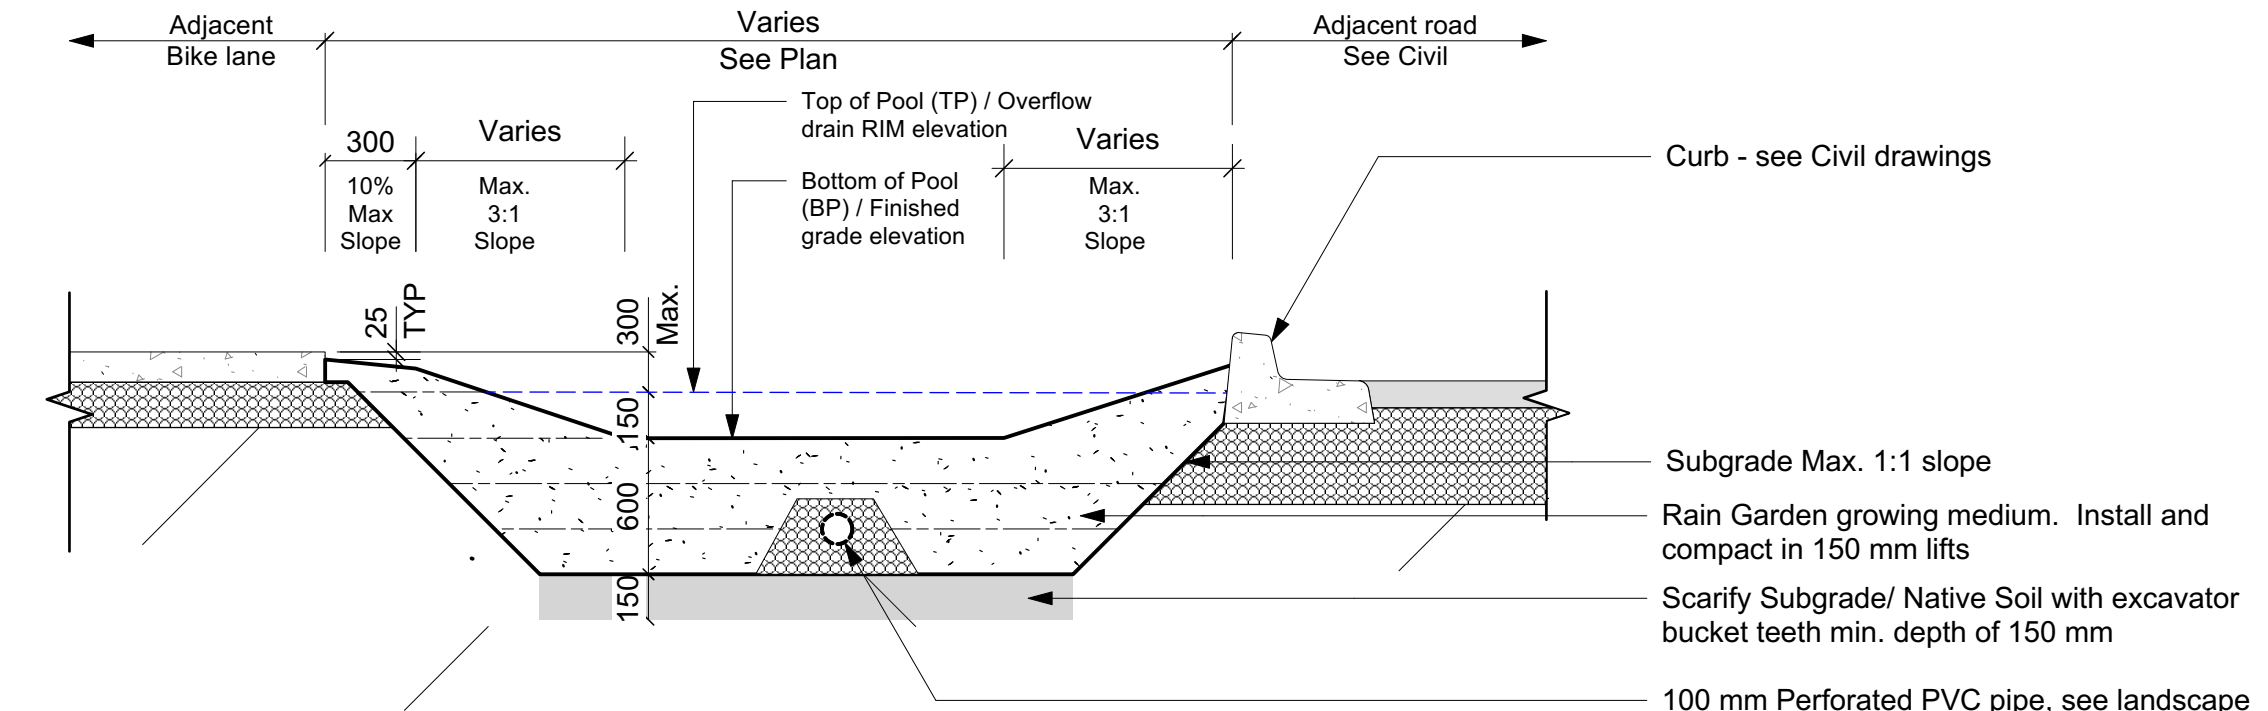 Adjacent
Bike lane
Varies
See Plan
Adjacent road
See Civil
Top of Pool (TP) / Overflow
drain RIM elevation
300
Varies
Varies
10%
Max
Slope
Max.
3:1
Slope
Bottom of Pool
(BP) / Finished
grade elevation
Max.
3:1
Slope
Curb - see Civil drawings
25
TYP
300
Max.
150
600
150
Subgrade Max. 1:1 slope
Rain Garden growing medium. Install and
compact in 150 mm lifts
Scarify Subgrade/ Native Soil with excavator
bucket teeth min. depth of 150 mm
100 mm Perforated PVC pipe, see landscape